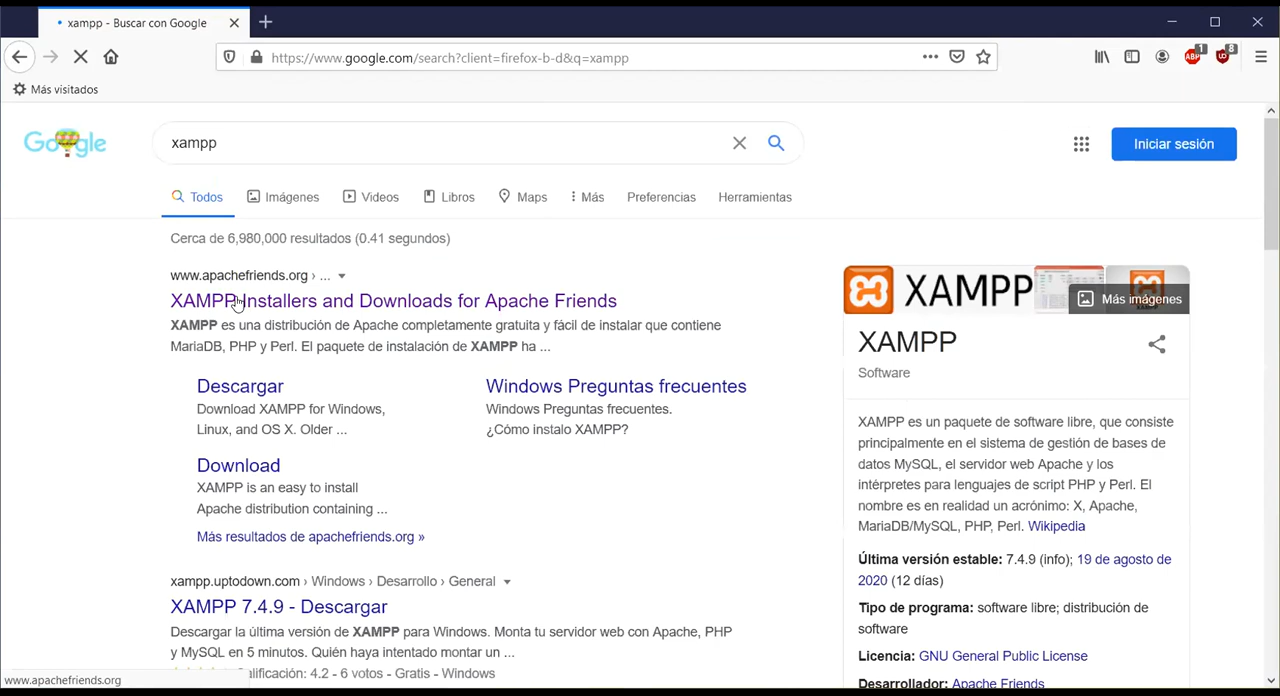 xampp - Buscar con Google
https://www.google.com/search?client=firefox-b-d&q=xampp
1
8
Más visitados
Google
xampp
Iniciar sesión
Todos
Imágenes
Videos
Libros
Maps
Más
Preferencias
Herramientas
Cerca de 6,980,000 resultados (0.41 segundos)
www.apachefriends.org › ...
XAMPP Installers and Downloads for Apache Friends
XAMPP es una distribución de Apache completamente gratuita y fácil de instalar que contiene
MariaDB, PHP y Perl. El paquete de instalación de XAMPP ha ...
Descargar
Download XAMPP for Windows,
Linux, and OS X. Older ...
Windows Preguntas frecuentes
Windows Preguntas frecuentes.
¿Cómo instalo XAMPP?
Download
XAMPP is an easy to install
Apache distribution containing ...
Más resultados de apachefriends.org »
xampp.uptodown.com › Windows › Desarrollo › General
XAMPP 7.4.9 - Descargar
Descargar la última versión de XAMPP para Windows. Monta tu servidor web con Apache, PHP
y MySQL en 5 minutos. Quién haya intentado montar un ...
Calificación: 4.2 - 6 votos - Gratis - Windows
www.apachefriends.org
XAMPP
Más imágenes
XAMPP
Software
XAMPP es un paquete de software libre, que consiste
principalmente en el sistema de gestión de bases de
datos MySQL, el servidor web Apache y los
intérpretes para lenguajes de script PHP y Perl. El
nombre es en realidad un acrónimo: X, Apache,
MariaDB/MySQL, PHP, Perl. Wikipedia
Última versión estable: 7.4.9 (info); 19 de agosto de
2020 (12 días)
Tipo de programa: software libre; distribución de
software
Licencia: GNU General Public License
Desarrollador: Apache Friends